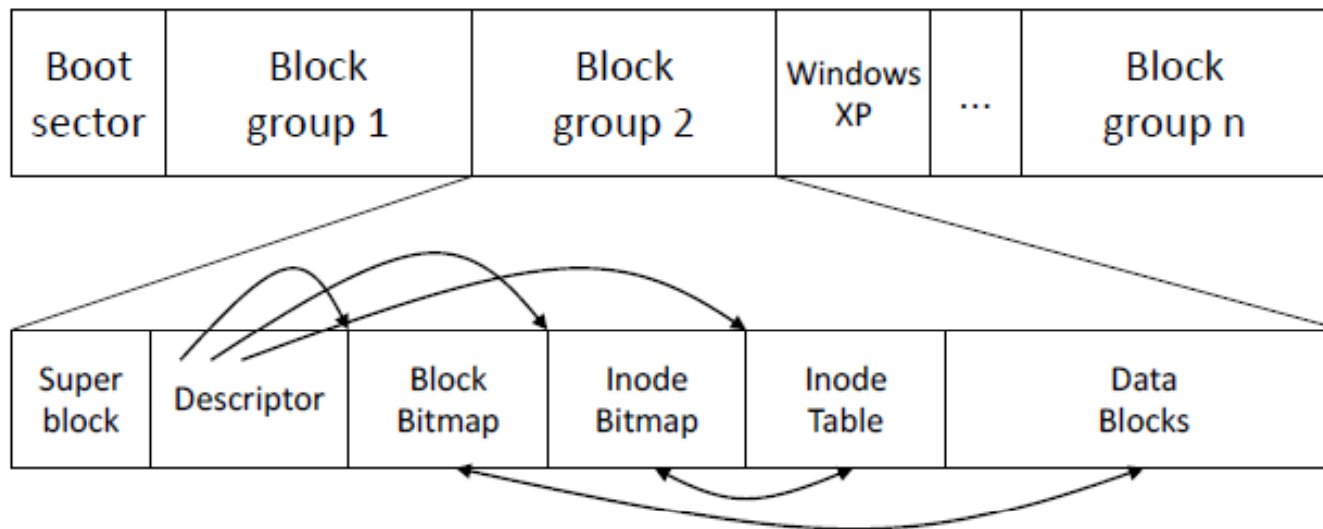 Boot
sector
Block
group 1
Block
group 2
Windows
XP
...
Block
group n
Super
block
Descriptor
Block
Bitmap
Inode
Bitmap
Inode
Table
Data
Blocks